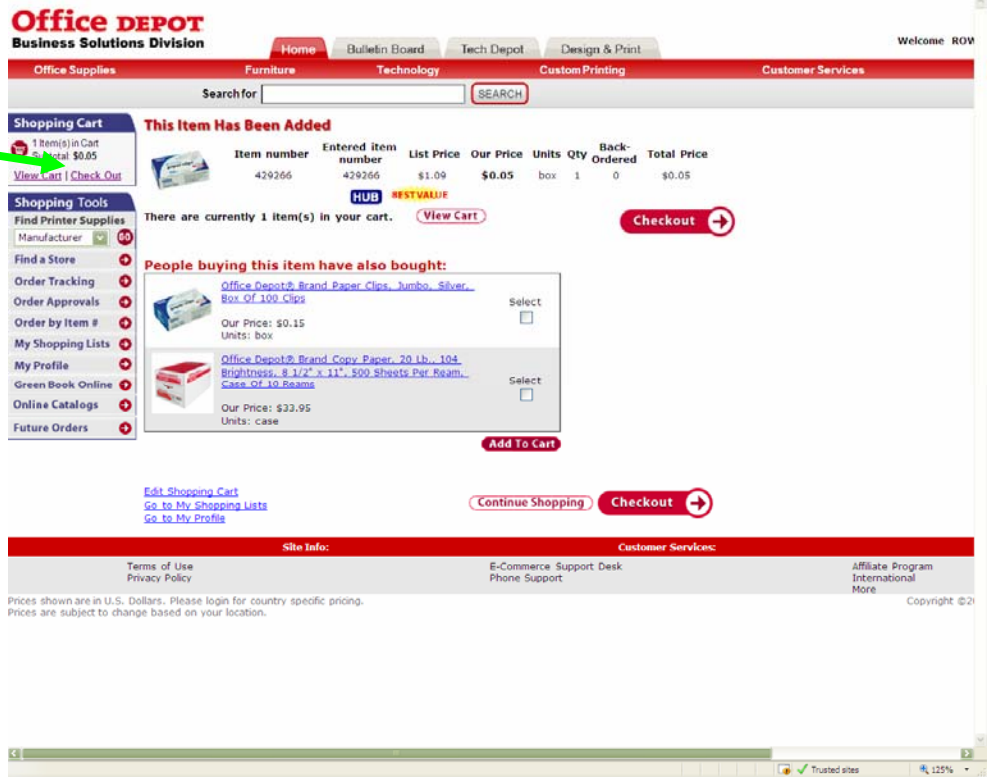 Office DEPOT
Business Solutions Division
Home Bulletin Board Tech Depot Design & Print
Welcome ROW
Office Supplies Furniture Technology Custom Printing Customer Services
Search for SEARCH
Shopping Cart
1 Item(s) in Cart
Subtotal $0.05
View Cart | Check Out
Shopping Tools
Find Printer Supplies
Manufacturer GO
Find a Store
Order Tracking
Order Approvals
Order by Item #
My Shopping Lists
My Profile
Green Book Online
Online Catalogs
Future Orders
This Item Has Been Added
Item number Entered item number List Price Our Price Units Qty Back-Ordered Total Price
429266 429266 $1.09 $0.05 box 1 0 $0.05
HUB BEST VALUE
There are currently 1 item(s) in your cart. View Cart
Checkout
People buying this item have also bought:
Office Depot® Brand Paper Clips, Jumbo, Silver,
Box Of 100 Clips
Select
Our Price: $0.15
Units: box
Office Depot® Brand Copy Paper, 20 Lb., 104
Brightness, 8 1/2" x 11", 500 Sheets Per Ream,
Case Of 10 Reams
Select
Our Price: $33.95
Units: case
Add To Cart
Edit Shopping Cart
Go to My Shopping Lists
Go to My Profile
Continue Shopping Checkout
Site Info: Customer Services:
Terms of Use E-Commerce Support Desk Affiliate Program
Privacy Policy Phone Support International
More
Prices shown are in U.S. Dollars. Please login for country specific pricing.
Prices are subject to change based on your location.
Copyright ©2
Trusted sites 125%